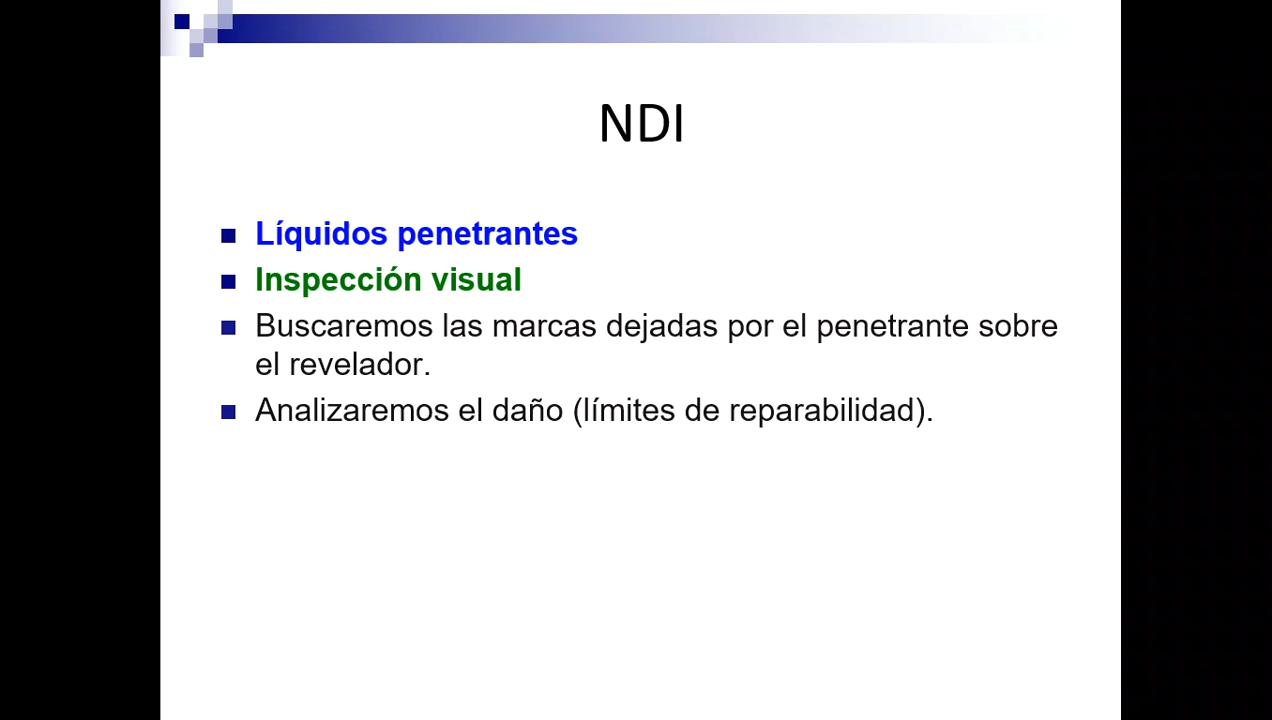 NDI
Líquidos penetrantes
Inspección visual
Buscaremos las marcas dejadas por el penetrante sobre
el revelador.
Analizaremos el daño (límites de reparabilidad).